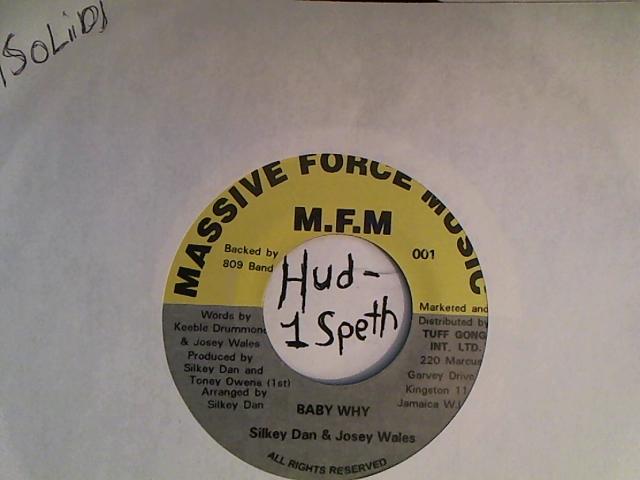 (SoLiD)
MASSIVE FORCE MUSIC
M.F.M
Backed by
809 Band
001
Hud-
1 Speth
Words by
Keeble Drummond
& Josey Wales
Produced by
Silkey Dan and
Toney Owens (1st)
Arranged by
Silkey Dan
Marketed and
Distributed by
TUFF GONG
INT. LTD.
220 Marcus
Garvey Drive
Kingston 11
Jamaica W.I.
BABY WHY
Silkey Dan & Josey Wales
ALL RIGHTS RESERVED